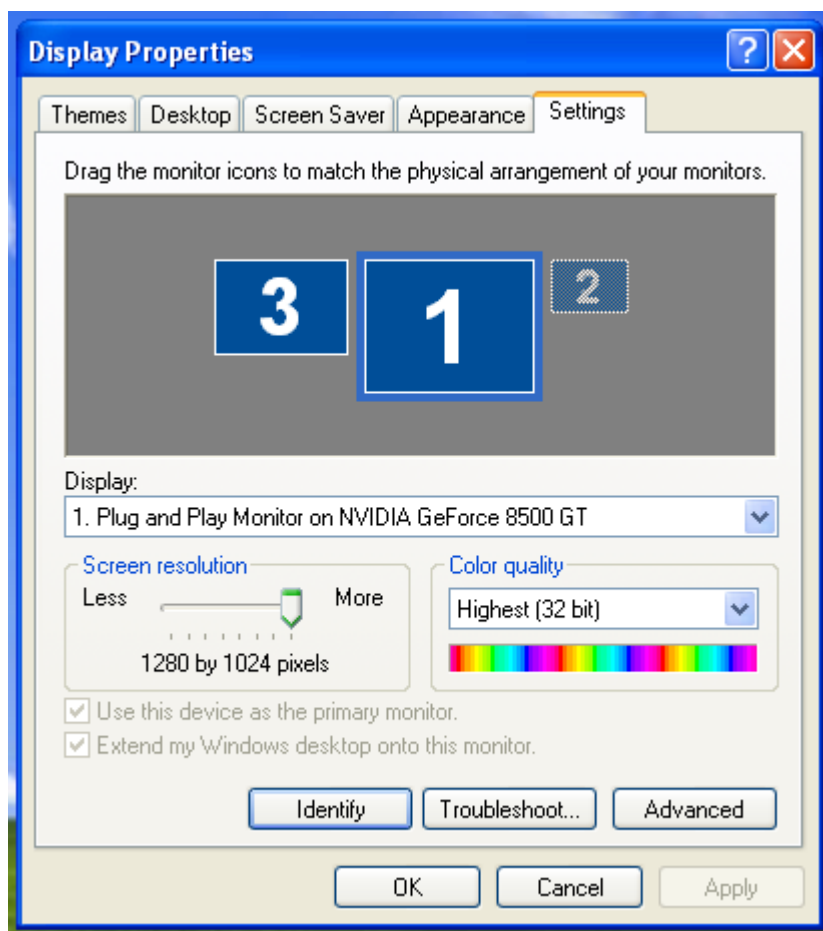 Display Properties
Themes Desktop Screen Saver Appearance Settings
Drag the monitor icons to match the physical arrangement of your monitors.
3 1 2
Display:
1. Plug and Play Monitor on NVIDIA GeForce 8500 GT
Screen resolution
Less More
1280 by 1024 pixels
Color quality
Highest (32 bit)
Use this device as the primary monitor.
Extend my Windows desktop onto this monitor.
Identify Troubleshoot... Advanced
OK Cancel Apply